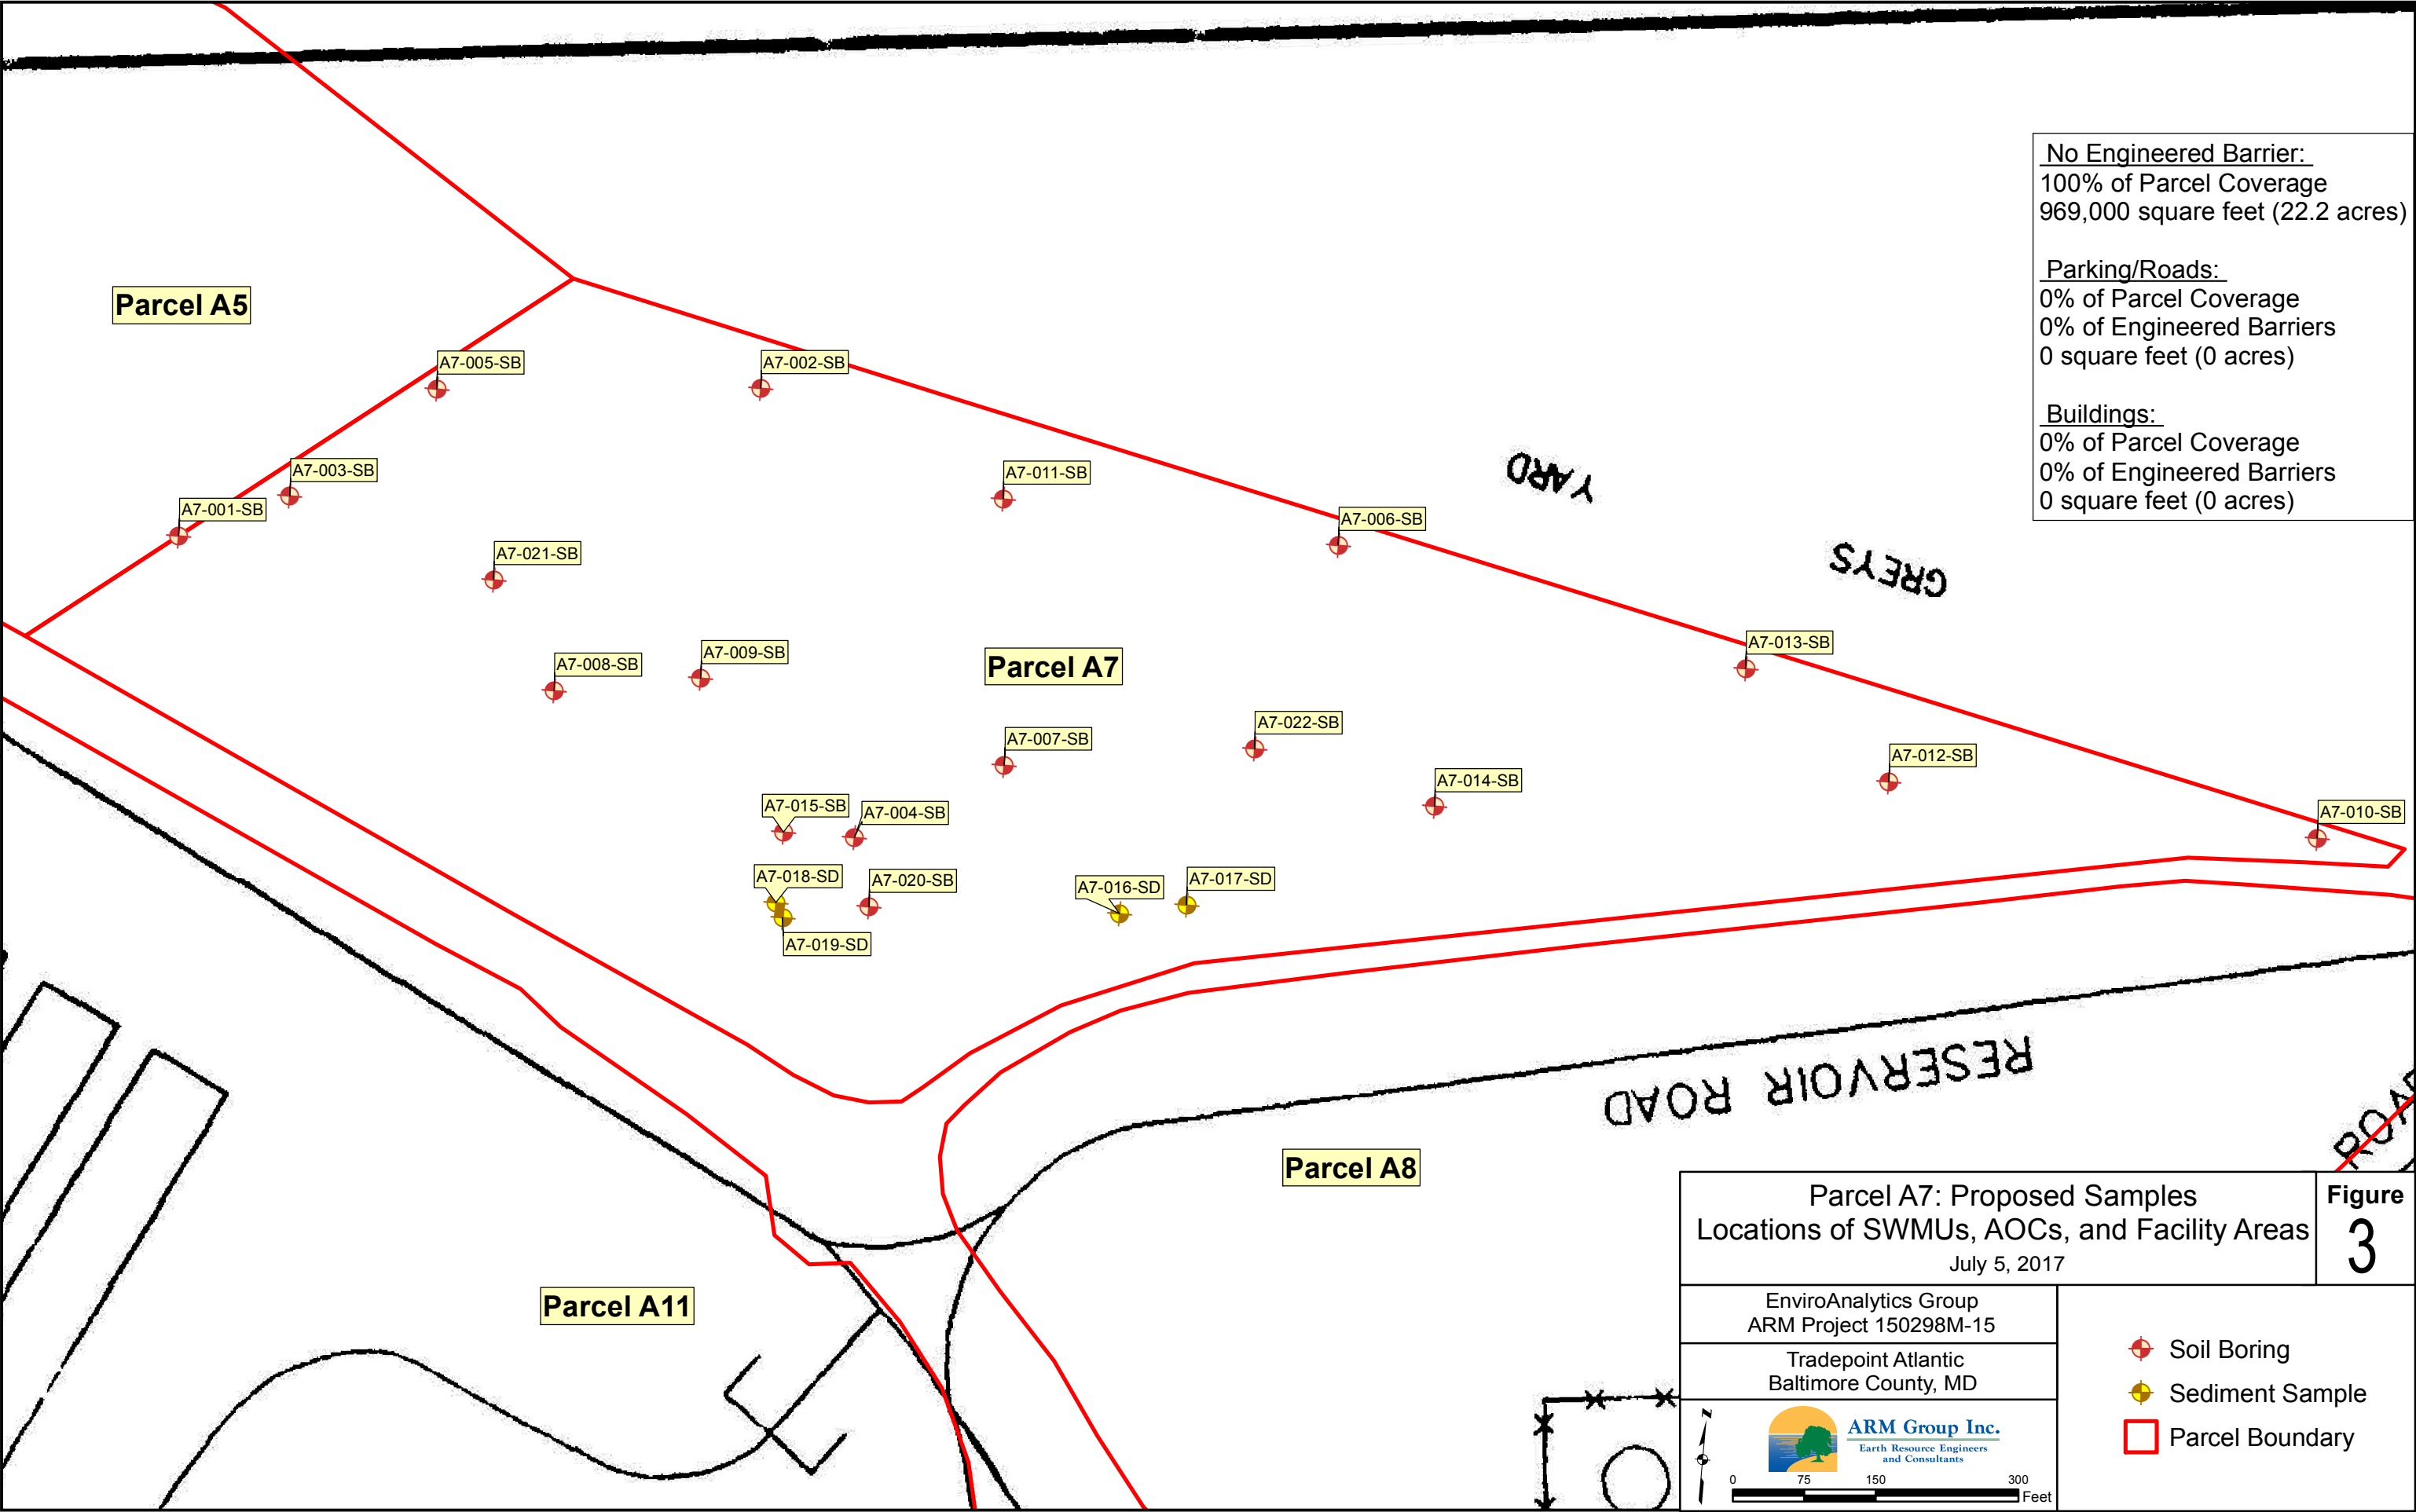 No Engineered Barrier:
100% of Parcel Coverage
969,000 square feet (22.2 acres)
Parking/Roads:
0% of Parcel Coverage
0% of Engineered Barriers
0 square feet (0 acres)
Buildings:
0% of Parcel Coverage
0% of Engineered Barriers
0 square feet (0 acres)
Parcel A5
A7-005-SB
A7-002-SB
A7-003-SB
A7-011-SB
A7-001-SB
A7-006-SB
YARD
GREYS
A7-021-SB
A7-013-SB
A7-008-SB
A7-009-SB
Parcel A7
A7-022-SB
A7-007-SB
A7-012-SB
A7-014-SB
A7-015-SB
A7-004-SB
A7-010-SB
A7-018-SD
A7-020-SB
A7-016-SD
A7-017-SD
A7-019-SD
RESERVOIR ROAD
Parcel A8
Parcel A11
Parcel A7: Proposed Samples
Locations of SWMUs, AOCs, and Facility Areas
July 5, 2017
Figure
3
EnviroAnalytics Group
ARM Project 150298M-15
Tradepoint Atlantic
Baltimore County, MD
N
ARM Group Inc.
Earth Resource Engineers
and Consultants
0 75 150 300
Feet
Soil Boring
Sediment Sample
Parcel Boundary